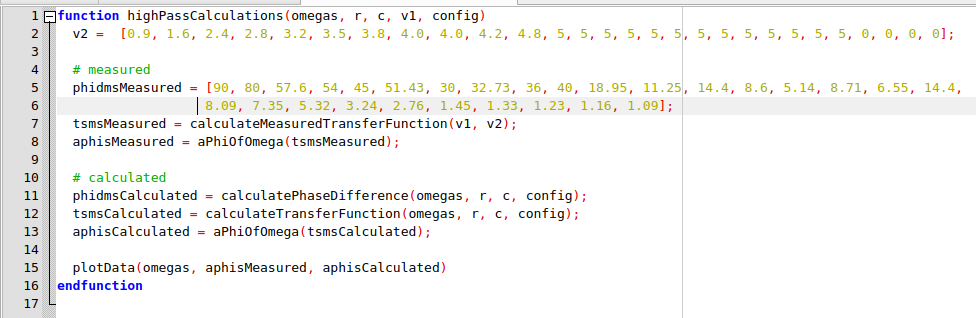 1 function highPassCalculations(omegas, r, c, v1, config)
2 v2 = [0.9, 1.6, 2.4, 2.8, 3.2, 3.5, 3.8, 4.0, 4.0, 4.2, 4.8, 5, 5, 5, 5, 5, 5, 5, 5, 5, 5, 5, 5, 5, 0, 0, 0, 0];
3
4 # measured
5 phidmsMeasured = [90, 80, 57.6, 54, 45, 51.43, 30, 32.73, 36, 40, 18.95, 11.25, 14.4, 8.6, 5.14, 8.71, 6.55, 14.4,
6 8.09, 7.35, 5.32, 3.24, 2.76, 1.45, 1.33, 1.23, 1.16, 1.09];
7 tsmsMeasured = calculateMeasuredTransferFunction(v1, v2);
8 aphisMeasured = aPhiOfOmega(tsmsMeasured);
9
10 # calculated
11 phidmsCalculated = calculatePhaseDifference(omegas, r, c, config);
12 tsmsCalculated = calculateTransferFunction(omegas, r, c, config);
13 aphisCalculated = aPhiOfOmega(tsmsCalculated);
14
15 plotData(omegas, aphisMeasured, aphisCalculated)
16 endfunction
17